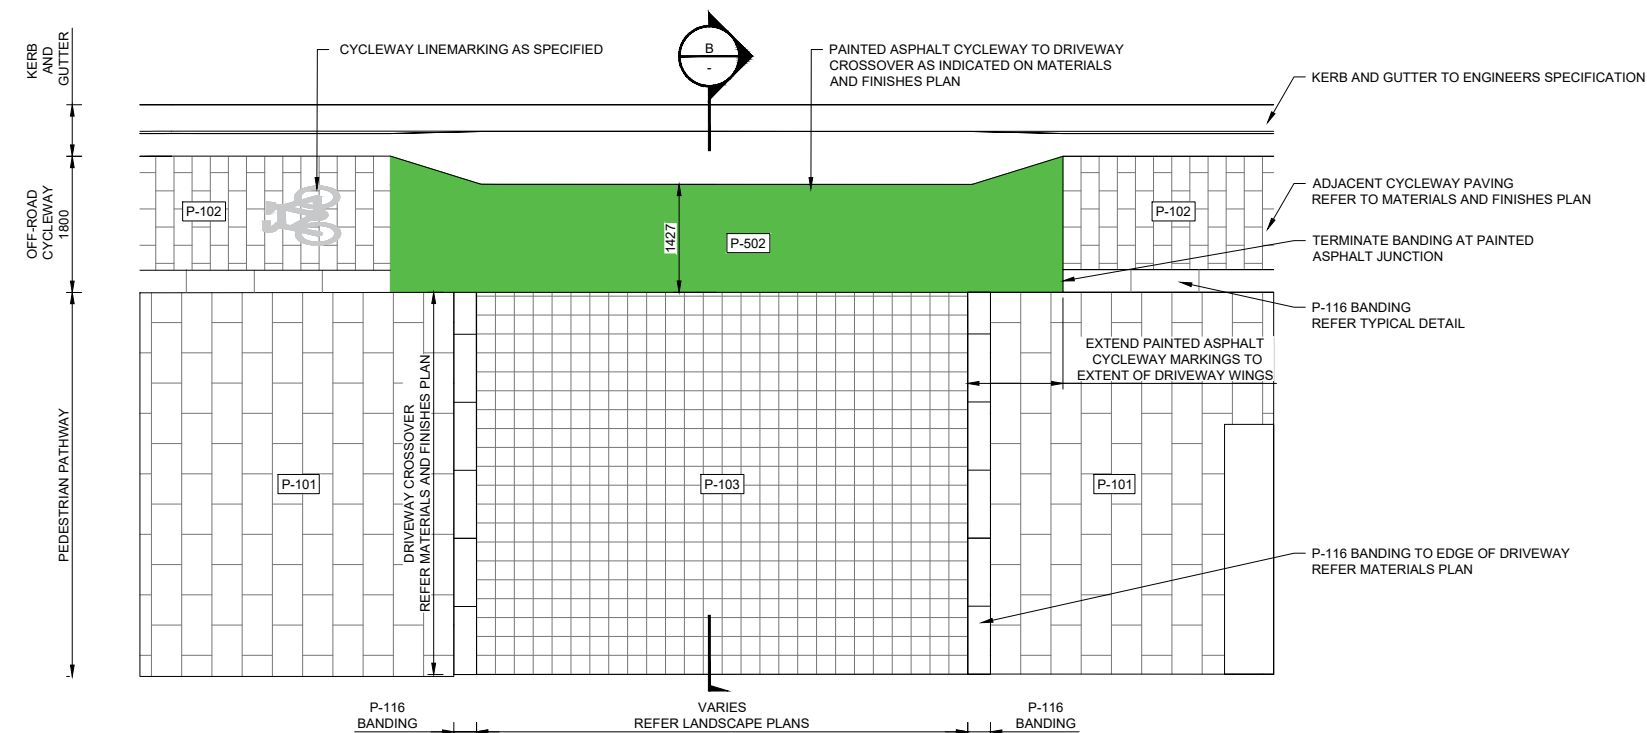 KERB
AND
GUTTER
CYCLEWAY LINEMARKING AS SPECIFIED
B
-
PAINTED ASPHALT CYCLEWAY TO DRIVEWAY
CROSSOVER AS INDICATED ON MATERIALS
AND FINISHES PLAN
KERB AND GUTTER TO ENGINEERS SPECIFICATION
OFF-ROAD
CYCLEWAY
1800
P-102
1427
P-502
P-102
ADJACENT CYCLEWAY PAVING
REFER TO MATERIALS AND FINISHES PLAN
TERMINATE BANDING AT PAINTED
ASPHALT JUNCTION
P-116 BANDING
REFER TYPICAL DETAIL
EXTEND PAINTED ASPHALT
CYCLEWAY MARKINGS TO
EXTENT OF DRIVEWAY WINGS
PEDESTRIAN PATHWAY
P-101
DRIVEWAY CROSSOVER
REFER MATERIALS AND FINISHES PLAN
P-103
P-101
P-116 BANDING TO EDGE OF DRIVEWAY
REFER MATERIALS PLAN
P-116
BANDING
VARIES
REFER LANDSCAPE PLANS
P-116
BANDING